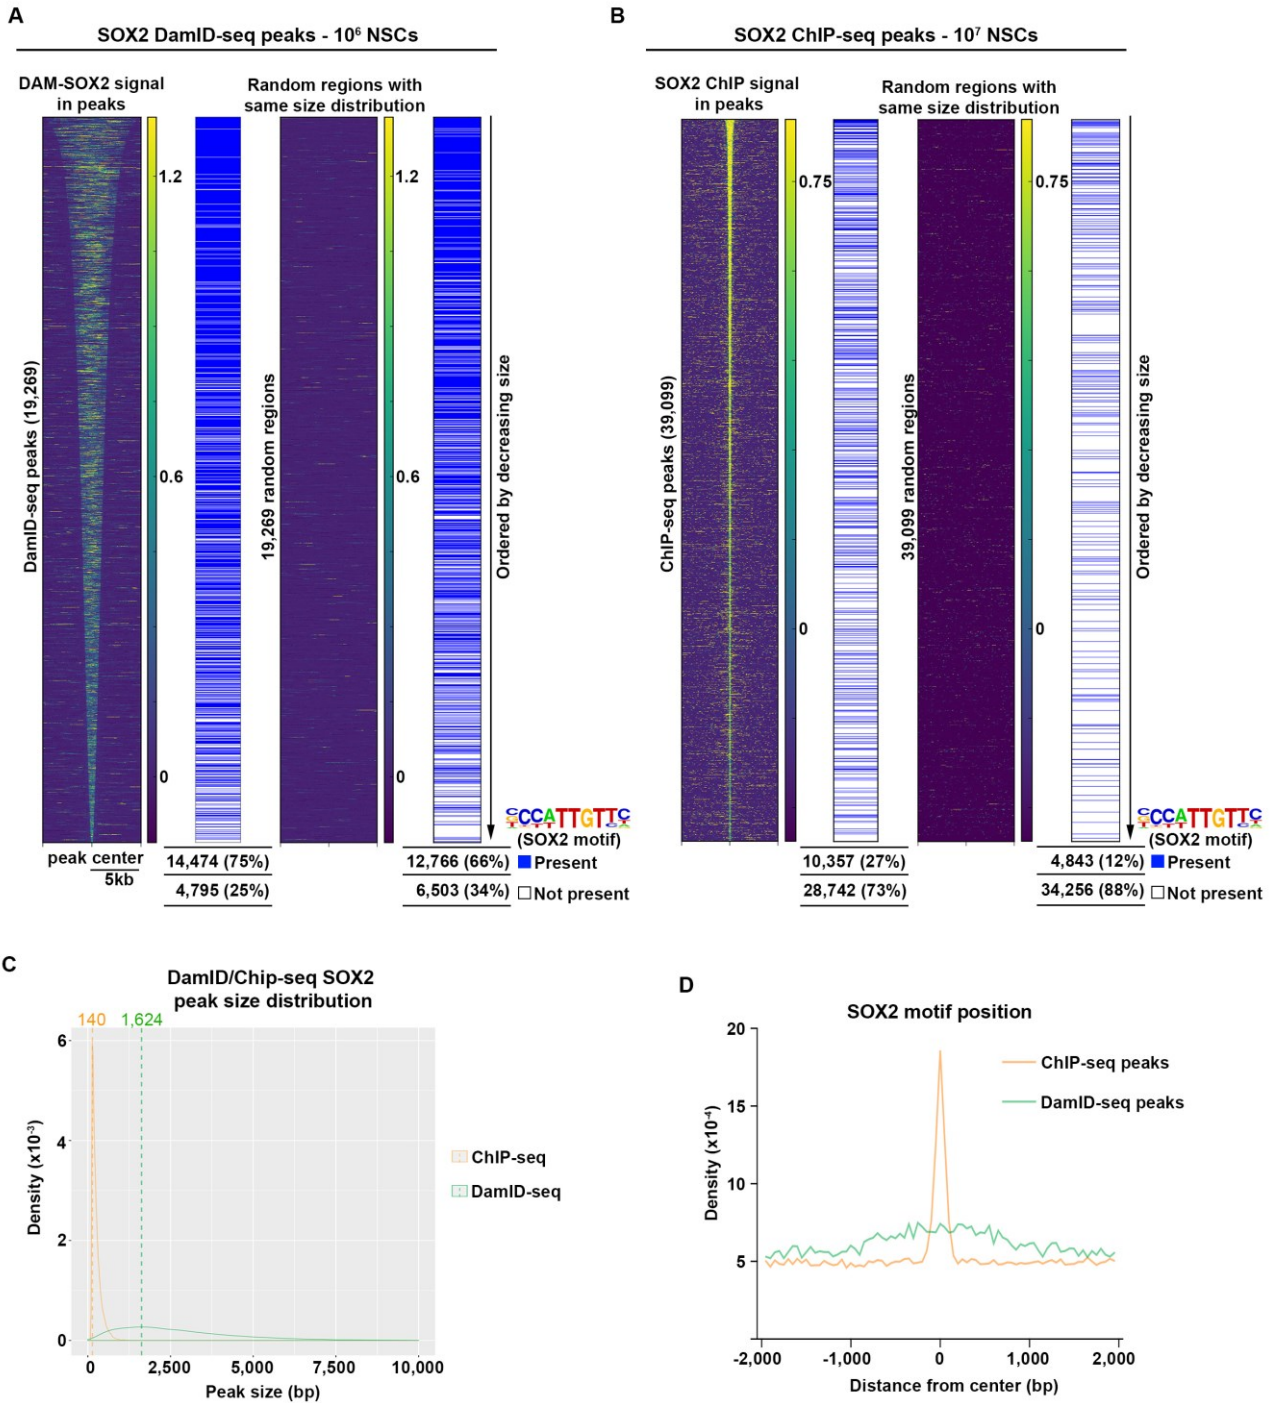 A
SOX2 DamID-seq peaks - 10⁶ NSCs
DAM-SOX2 signal
in peaks
Random regions with
same size distribution
1.2
0.6
0
1.2
0.6
0
DamID-seq peaks (19,269)
19,269 random regions
Ordered by decreasing size
peak center
5kb
14,474 (75%)
4,795 (25%)
12,766 (66%)
6,503 (34%)
CCATTGTT
(SOX2 motif)
Present
Not present
B
SOX2 ChIP-seq peaks - 10⁷ NSCs
SOX2 ChIP signal
in peaks
Random regions with
same size distribution
0.75
0
0.75
0
ChIP-seq peaks (39,099)
39,099 random regions
Ordered by decreasing size
10,357 (27%)
28,742 (73%)
4,843 (12%)
34,256 (88%)
CCATTGTT
(SOX2 motif)
Present
Not present
C
DamID/Chip-seq SOX2
peak size distribution
140 1,624
6
4
2
0
Density (x10⁻³)
0 2,500 5,000 7,500 10,000
Peak size (bp)
ChIP-seq
DamID-seq
D
SOX2 motif position
20
15
10
5
Density (x10⁻⁴)
-2,000 -1,000 0 1,000 2,000
Distance from center (bp)
ChIP-seq peaks
DamID-seq peaks